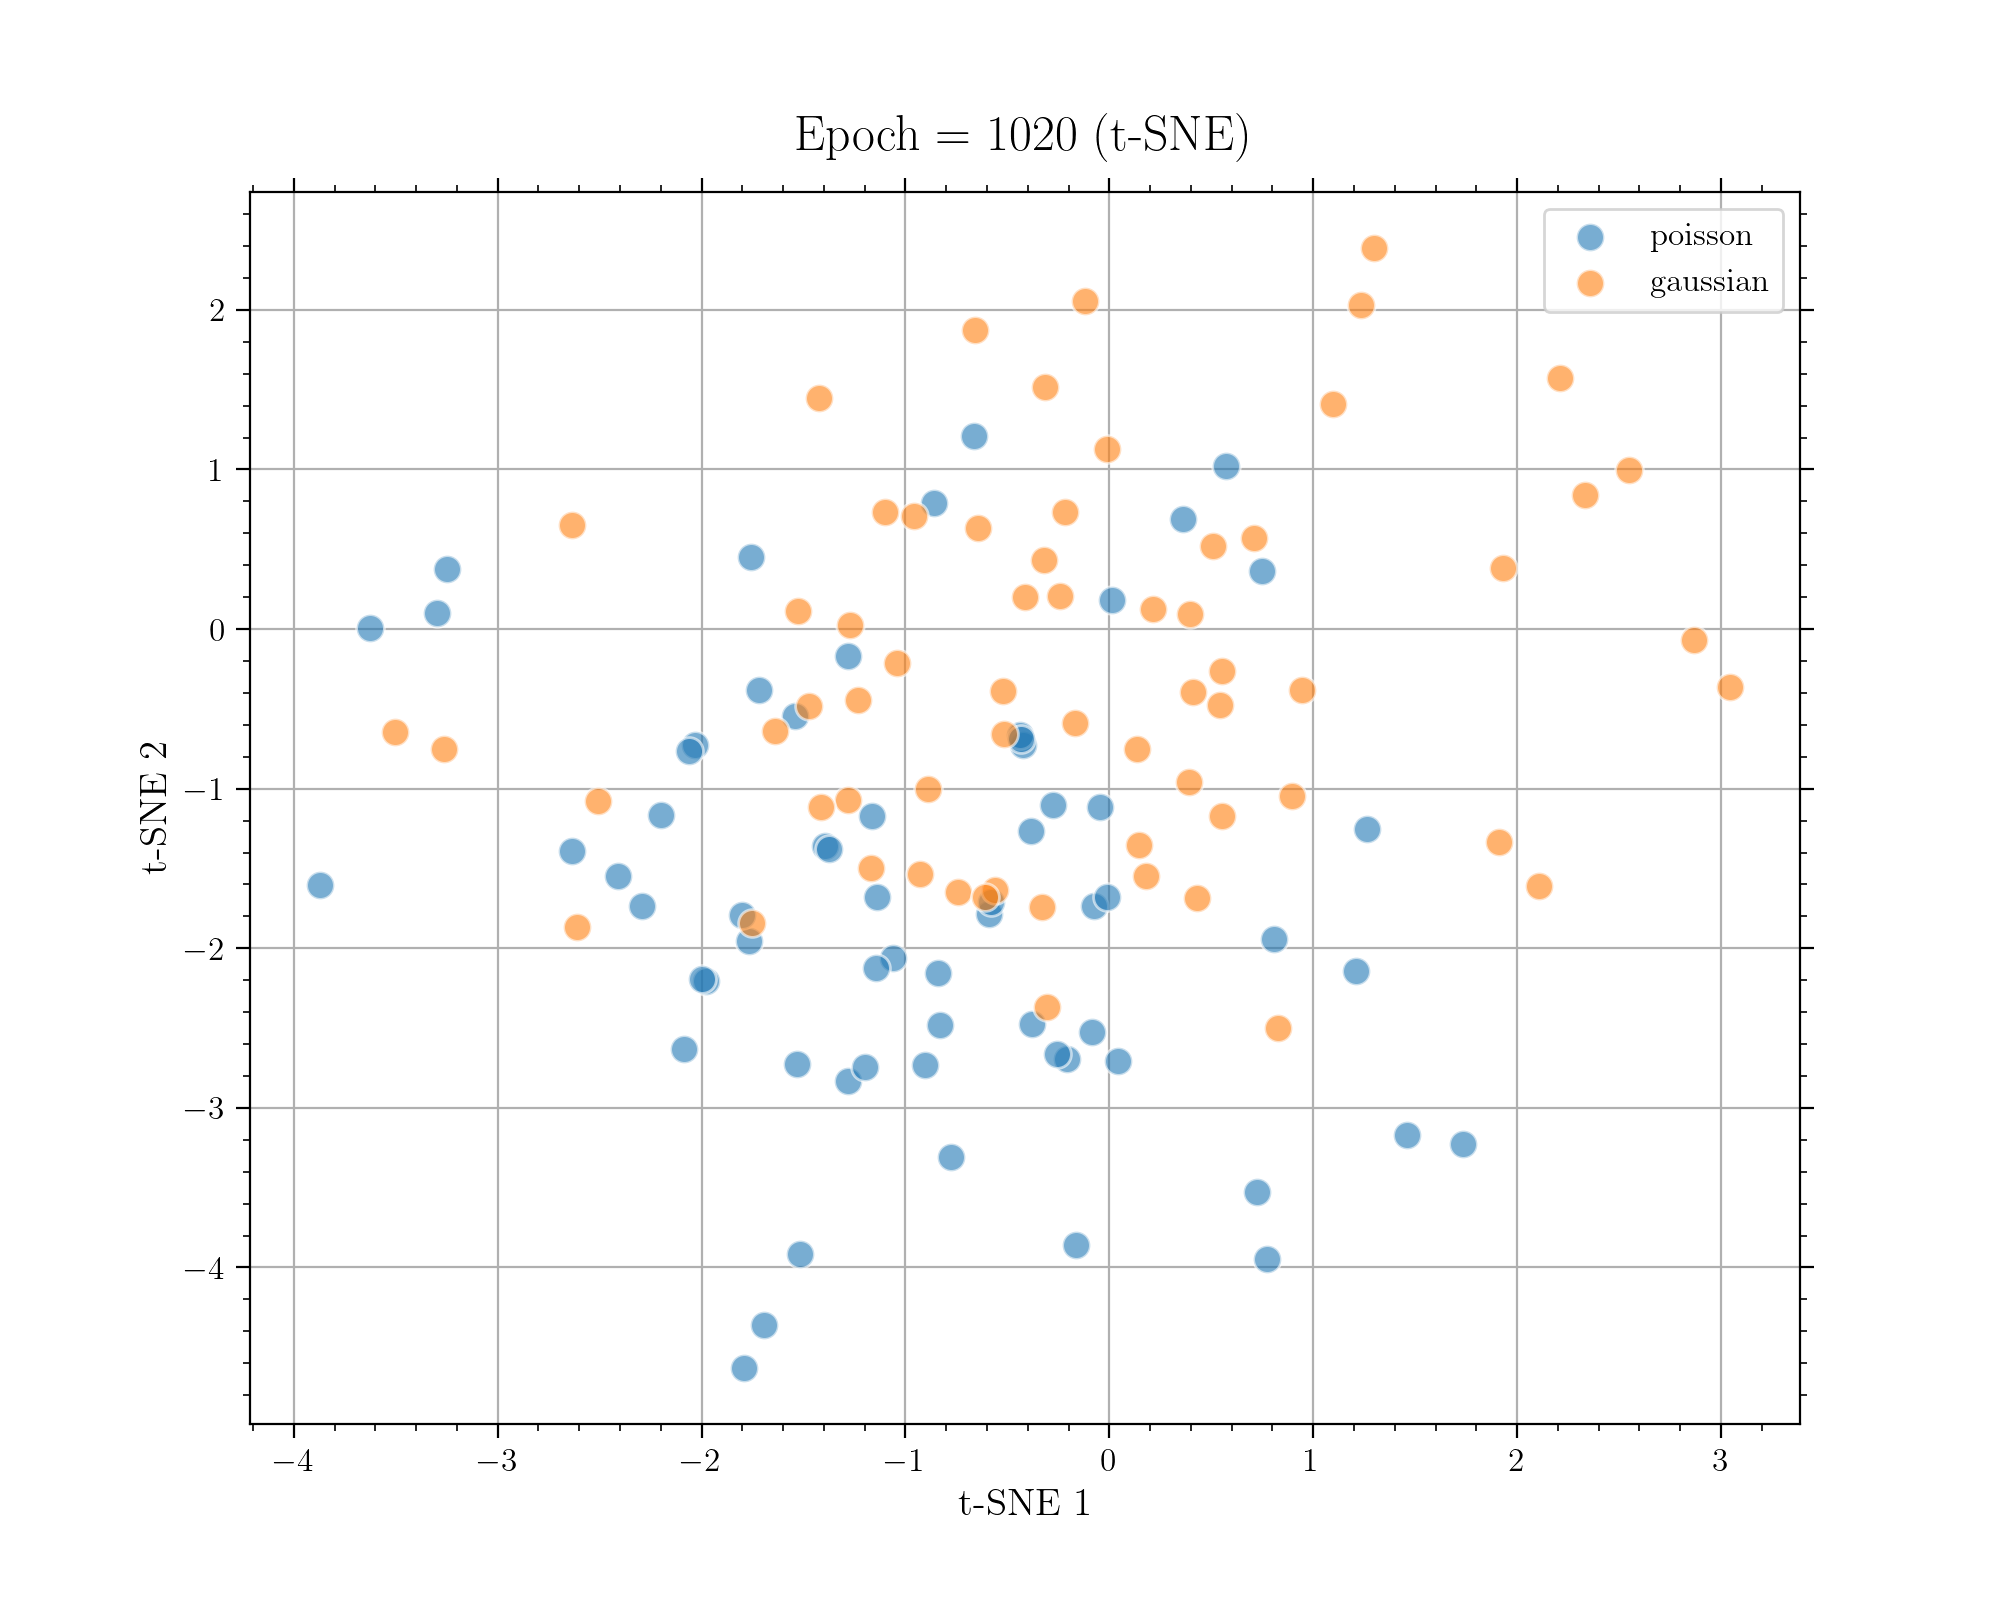 Epoch = 1020 (t-SNE)
poisson
gaussian
2
1
0
−1
−2
−3
−4
t-SNE 2
−4 −3 −2 −1 0 1 2 3
t-SNE 1